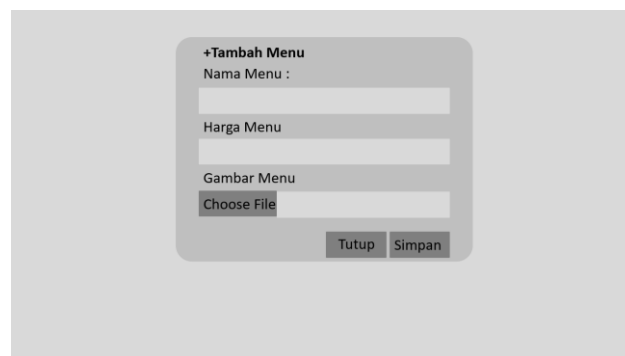 +Tambah Menu
Nama Menu :
Harga Menu
Gambar Menu
Choose File
Tutup Simpan